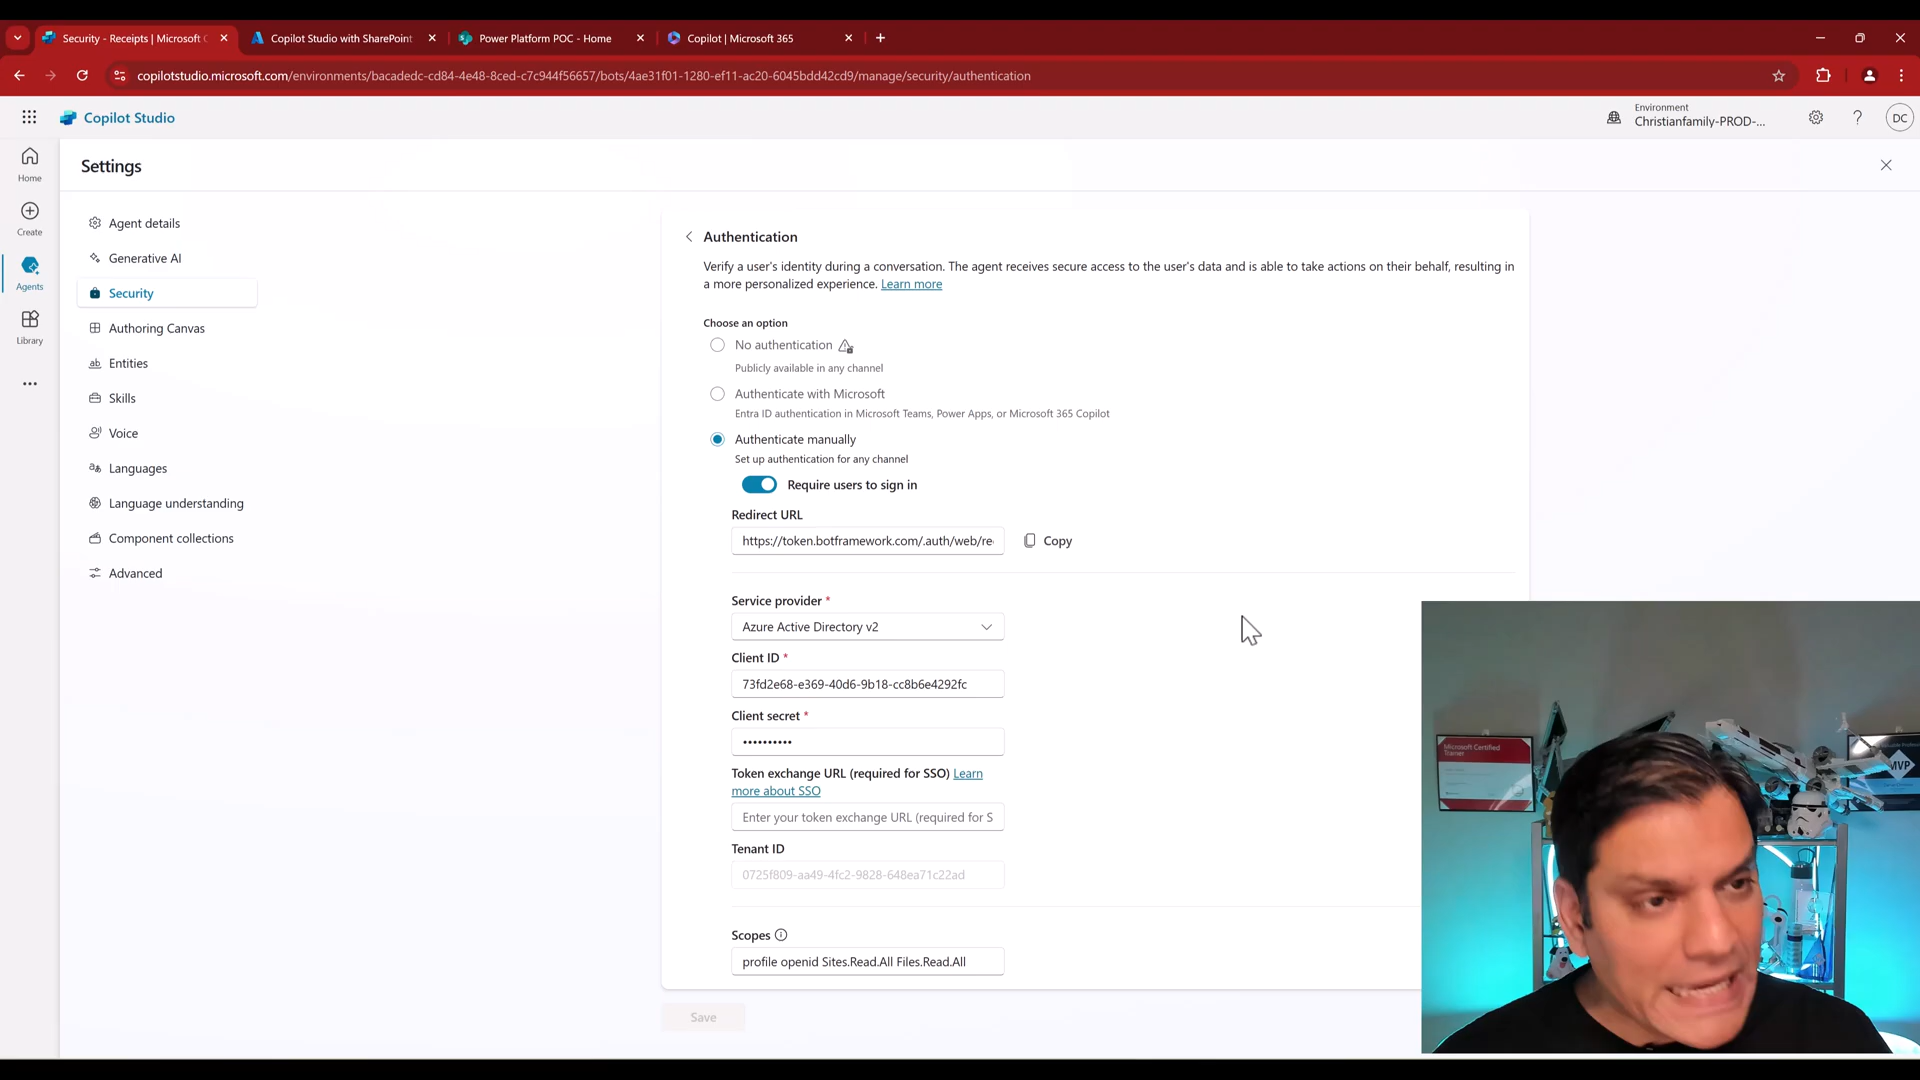 Security - Receipts | Microsoft C
Copilot Studio with SharePoint
Power Platform POC - Home
Copilot | Microsoft 365
copilotstudio.microsoft.com/environments/bacadedc-cd84-4e48-8ced-c7c944f56657/bots/4ae31f01-1280-ef11-ac20-6045bdd42cd9/manage/security/authentication
Copilot Studio
Environment
Christianfamily-PROD-...
DC
Home
Create
Agents
Library
Settings
Agent details
Generative AI
Security
Authoring Canvas
Entities
Skills
Voice
Languages
Language understanding
Component collections
Advanced
Authentication
Verify a user's identity during a conversation. The agent receives secure access to the user's data and is able to take actions on their behalf, resulting in
a more personalized experience. Learn more
Choose an option
No authentication
Publicly available in any channel
Authenticate with Microsoft
Entra ID authentication in Microsoft Teams, Power Apps, or Microsoft 365 Copilot
Authenticate manually
Set up authentication for any channel
Require users to sign in
Redirect URL
https://token.botframework.com/.auth/web/re
Copy
Service provider *
Azure Active Directory v2
Client ID *
73fd2e68-e369-40d6-9b18-cc8b6e4292fc
Client secret *
••••••••••
Token exchange URL (required for SSO) Learn
more about SSO
Enter your token exchange URL (required for S
Tenant ID
0725f809-aa49-4fc2-9828-648ea71c22ad
Scopes
profile openid Sites.Read.All Files.Read.All
Save
Microsoft Certified
Trainer
MVP